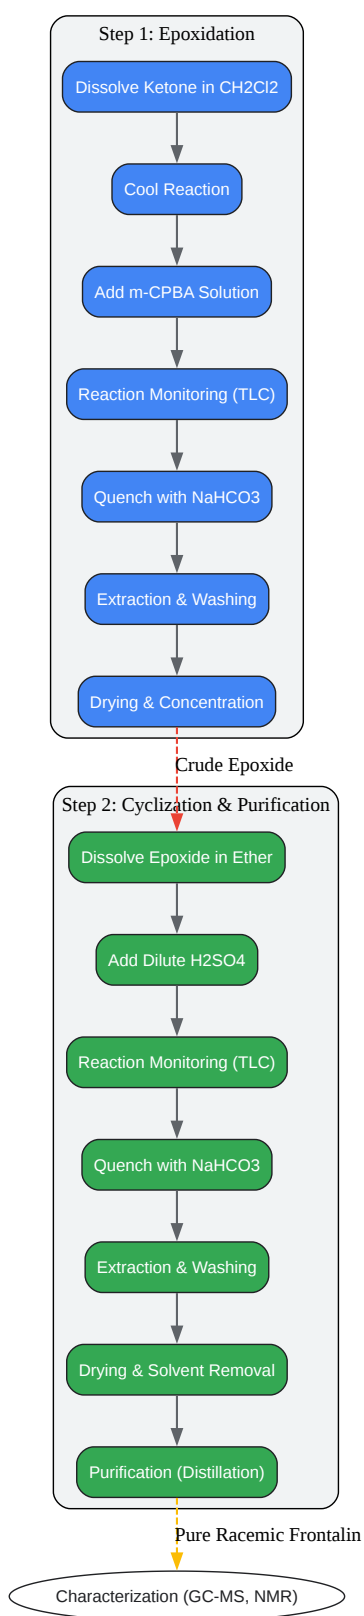 Step 1: Epoxidation
Dissolve Ketone in CH2Cl2
Cool Reaction
Add m-CPBA Solution
Reaction Monitoring (TLC)
Quench with NaHCO3
Extraction & Washing
Drying & Concentration
Crude Epoxide
Step 2: Cyclization & Purification
Dissolve Epoxide in Ether
Add Dilute H2SO4
Reaction Monitoring (TLC)
Quench with NaHCO3
Extraction & Washing
Drying & Solvent Removal
Purification (Distillation)
Pure Racemic Frontalin
Characterization (GC-MS, NMR)